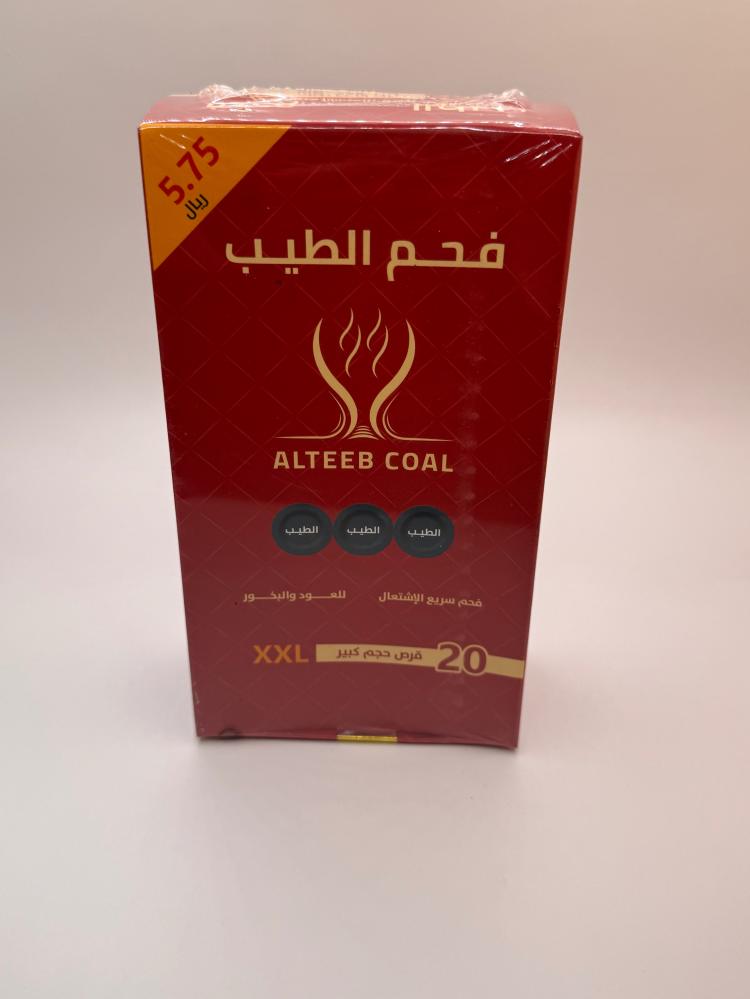 5.75
ريال
فحم الطيب
ALTEEB COAL
الطيب الطيب الطيب
فحم سريع الإشتعال للعود والبخور
20 قرص حجم كبير XXL